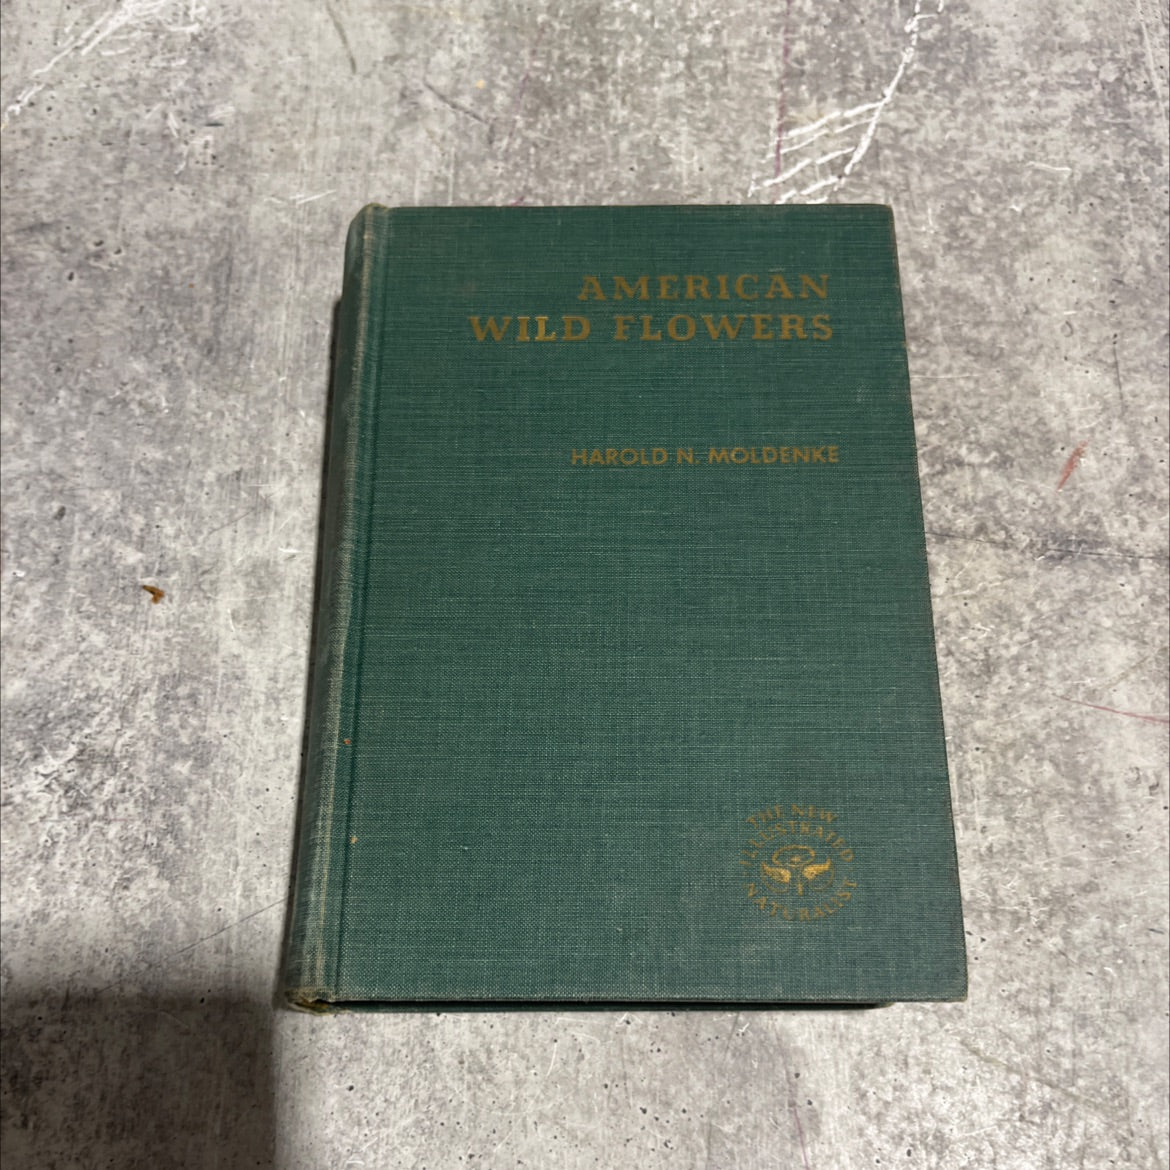 AMERICAN
WILD FLOWERS
HAROLD N. MOLDENKE
THE NEW
ILLUSTRATED
NATURALIST